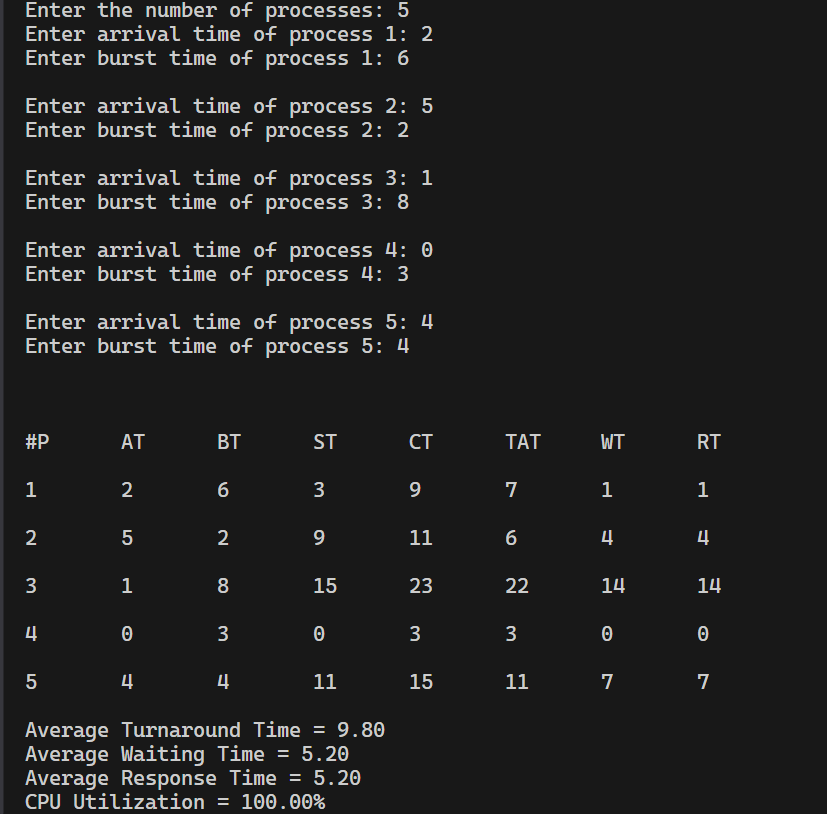 Enter the number of processes: 5
Enter arrival time of process 1: 2
Enter burst time of process 1: 6
Enter arrival time of process 2: 5
Enter burst time of process 2: 2
Enter arrival time of process 3: 1
Enter burst time of process 3: 8
Enter arrival time of process 4: 0
Enter burst time of process 4: 3
Enter arrival time of process 5: 4
Enter burst time of process 5: 4
#P AT BT ST CT TAT WT RT
1 2 6 3 9 7 1 1
2 5 2 9 11 6 4 4
3 1 8 15 23 22 14 14
4 0 3 0 3 3 0 0
5 4 4 11 15 11 7 7
Average Turnaround Time = 9.80
Average Waiting Time = 5.20
Average Response Time = 5.20
CPU Utilization = 100.00%